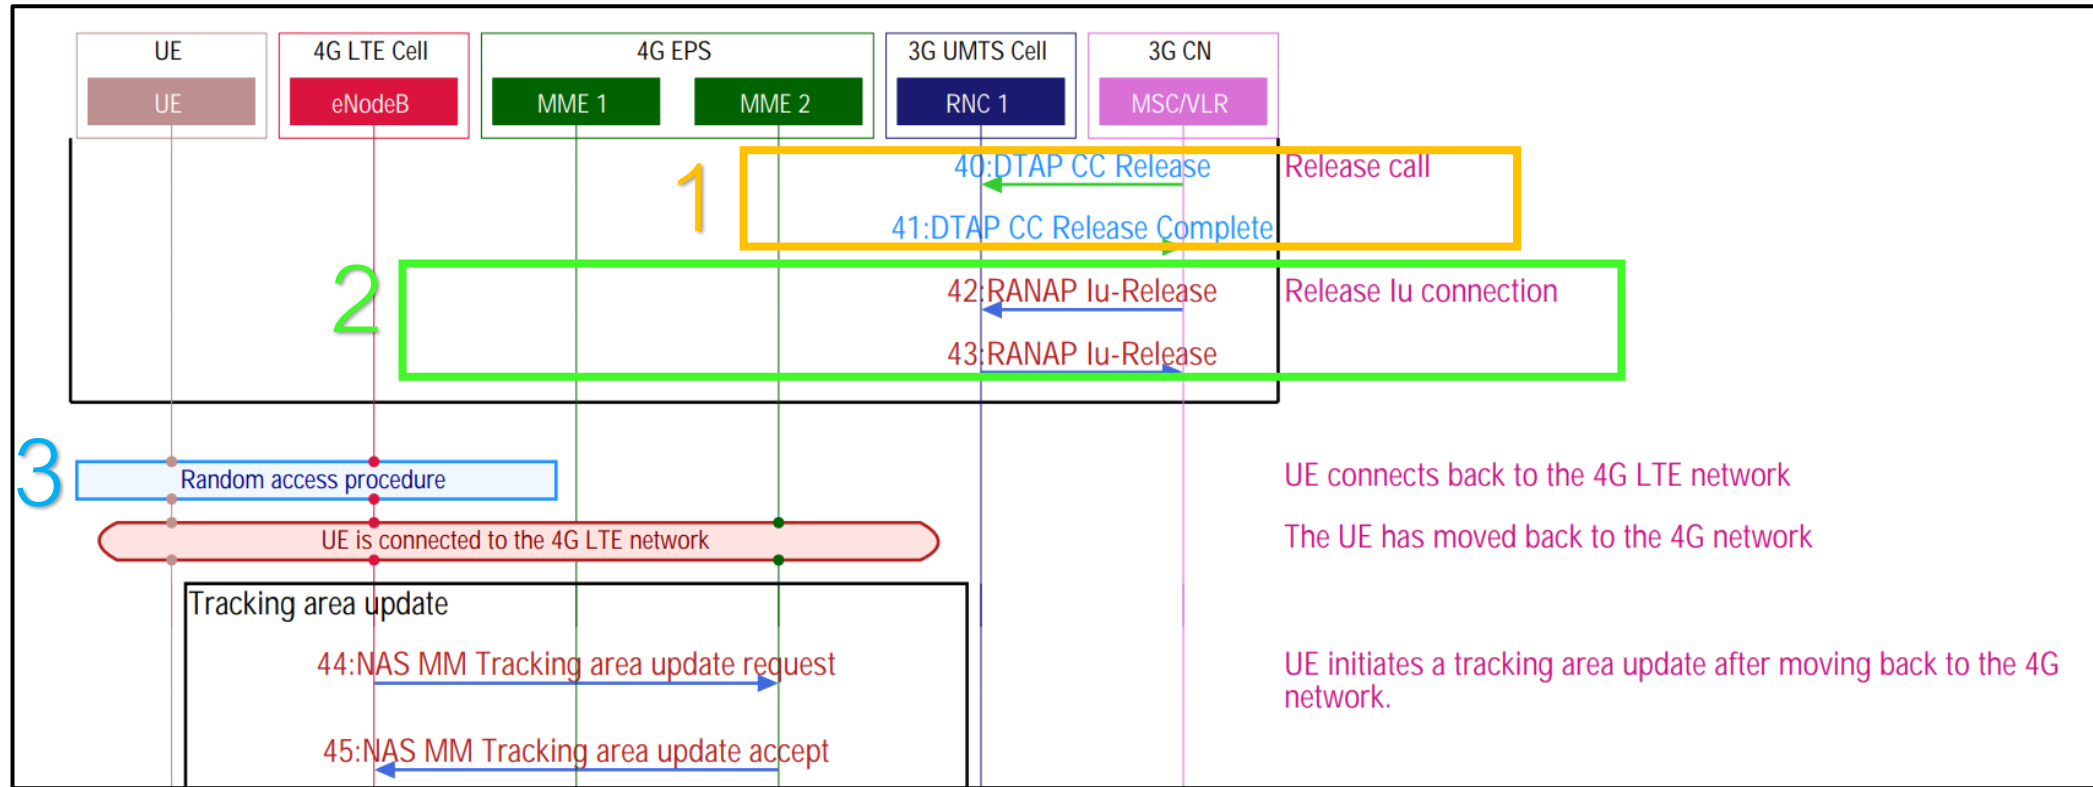 UE
4G LTE Cell
4G EPS
3G UMTS Cell
3G CN
UE
eNodeB
MME 1
MME 2
RNC 1
MSC/VLR
1
40:DTAP CC Release
Release call
41:DTAP CC Release Complete
2
42:RANAP Iu-Release
Release Iu connection
43:RANAP Iu-Release
3
Random access procedure
UE connects back to the 4G LTE network
UE is connected to the 4G LTE network
The UE has moved back to the 4G network
Tracking area update
44:NAS MM Tracking area update request
UE initiates a tracking area update after moving back to the 4G
network.
45:NAS MM Tracking area update accept